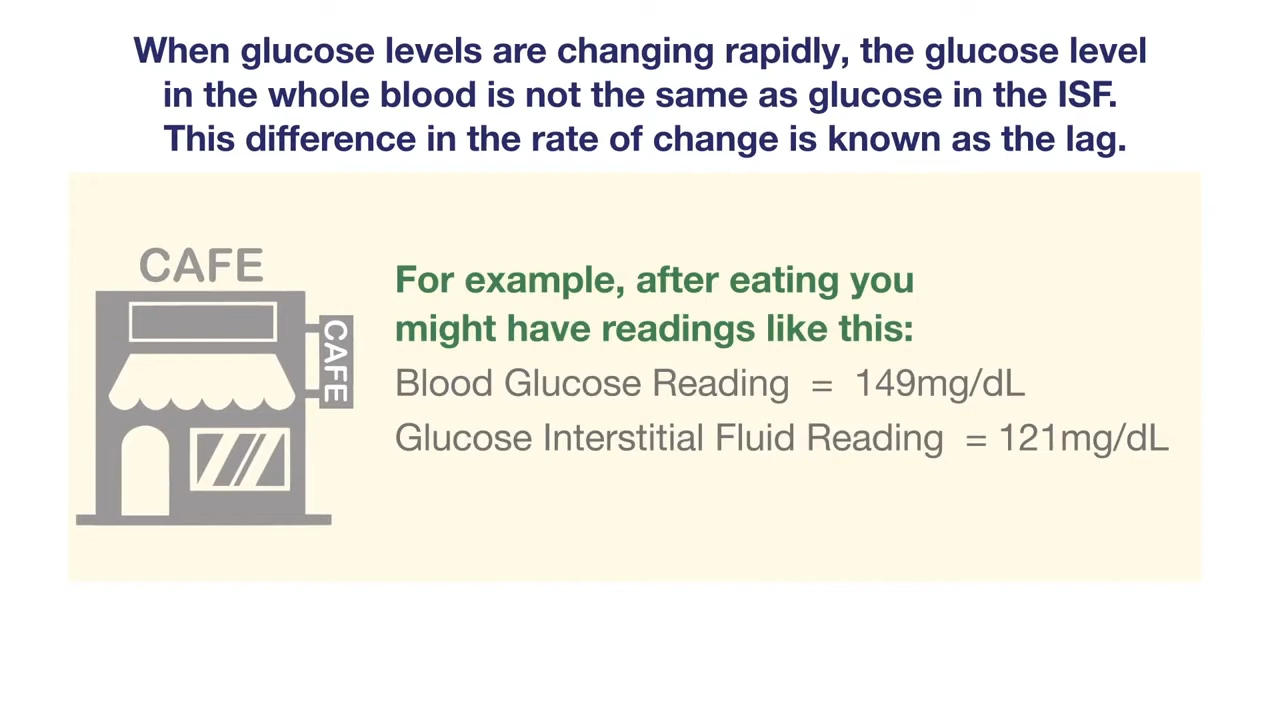 When glucose levels are changing rapidly, the glucose level
in the whole blood is not the same as glucose in the ISF.
This difference in the rate of change is known as the lag.
CAFE
CAFE
For example, after eating you
might have readings like this:
Blood Glucose Reading = 149mg/dL
Glucose Interstitial Fluid Reading = 121mg/dL